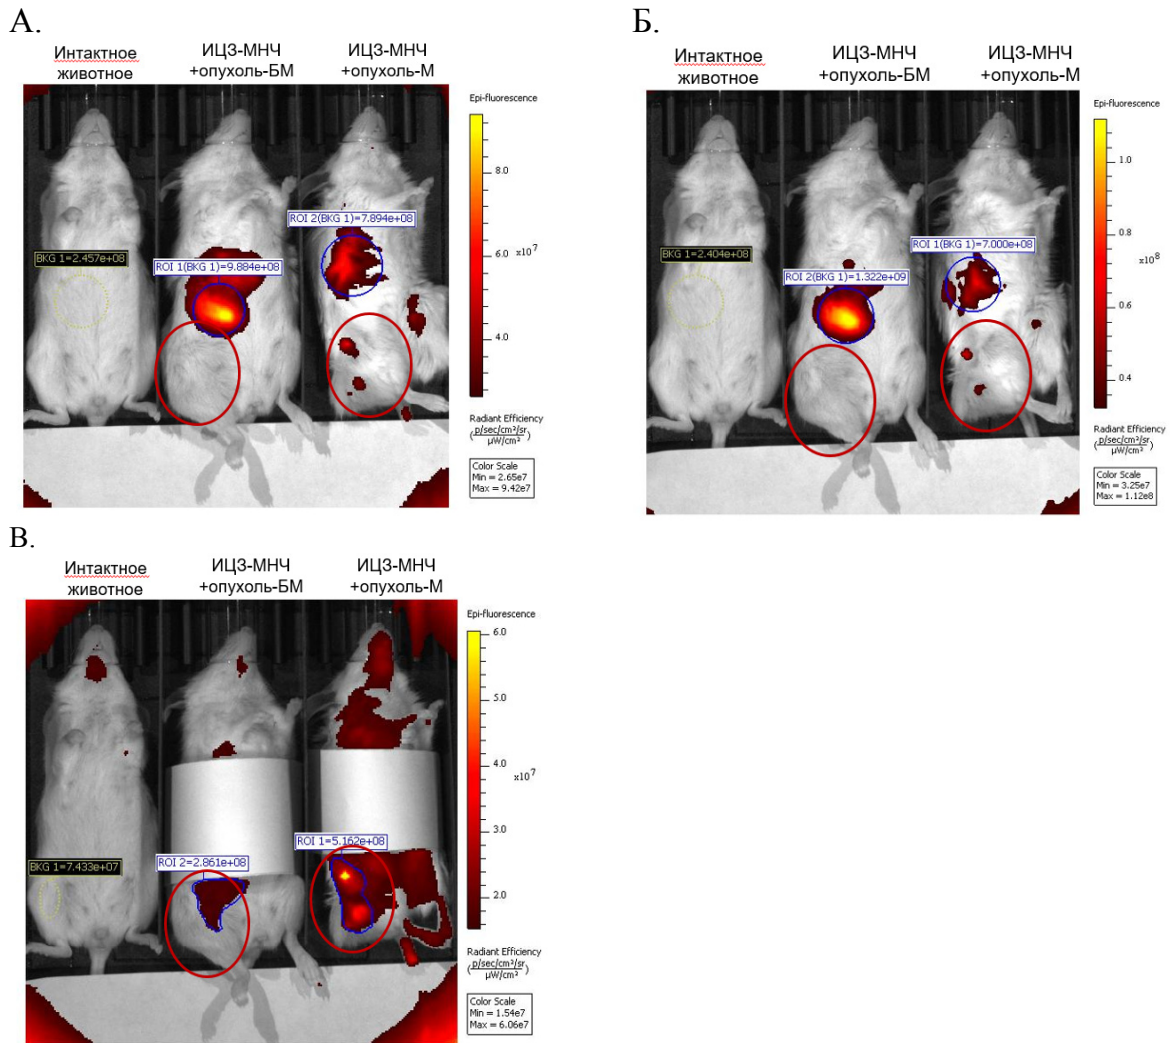 А.
Интактное
животное
ИЦЗ-МНЧ
+опухоль-БМ
ИЦЗ-МНЧ
+опухоль-М
BKG 1=2.457e+08
ROI 1(BKG 1)=9.884e+08
ROI 2(BKG 1)=7.894e+08
Epi-fluorescence
8.0
6.0
x10⁷
4.0
Radiant Efficiency
(p/sec/cm²/sr
µW/cm²)
Color Scale
Min = 2.65e7
Max = 9.42e7
Б.
Интактное
животное
ИЦЗ-МНЧ
+опухоль-БМ
ИЦЗ-МНЧ
+опухоль-М
BKG 1=2.404e+08
ROI 2(BKG 1)=1.322e+09
ROI 1(BKG 1)=7.000e+08
Epi-fluorescence
1.0
0.8
x10⁸
0.6
0.4
Radiant Efficiency
(p/sec/cm²/sr
µW/cm²)
Color Scale
Min = 3.25e7
Max = 1.12e8
В.
Интактное
животное
ИЦЗ-МНЧ
+опухоль-БМ
ИЦЗ-МНЧ
+опухоль-М
BKG 1=7.433e+07
ROI 2=2.861e+08
ROI 1=5.162e+08
Epi-fluorescence
6.0
5.0
4.0
x10⁷
3.0
2.0
Radiant Efficiency
(p/sec/cm²/sr
µW/cm²)
Color Scale
Min = 1.54e7
Max = 6.06e7